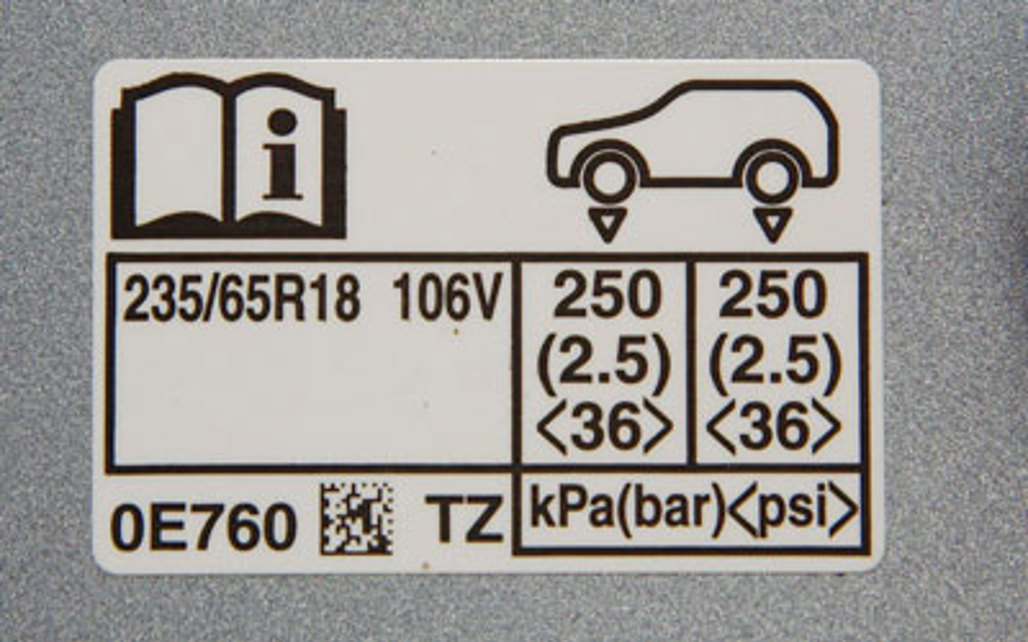 i
235/65R18 106V
250
(2.5)
<36>
250
(2.5)
<36>
0E760 TZ
kPa(bar)<psi>